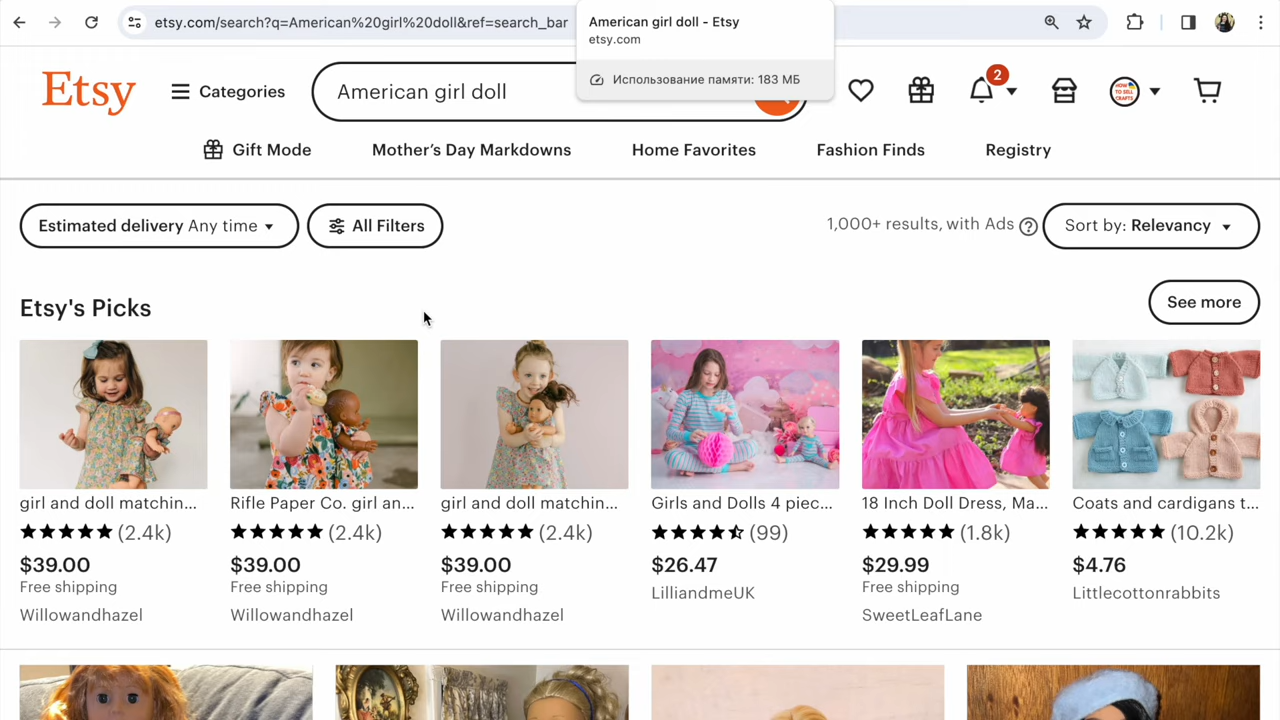 etsy.com/search?q=American%20girl%20doll&ref=search_bar
American girl doll - Etsy
etsy.com
Использование памяти: 183 МБ
Etsy
Categories
American girl doll
2
HOW TO SELL CRAFTS
Gift Mode
Mother's Day Markdowns
Home Favorites
Fashion Finds
Registry
Estimated delivery Any time
All Filters
1,000+ results, with Ads ?
Sort by: Relevancy
Etsy's Picks
See more
girl and doll matchin...
(2.4k)
$39.00
Free shipping
Willowandhazel
Rifle Paper Co. girl an...
(2.4k)
$39.00
Free shipping
Willowandhazel
girl and doll matchin...
(2.4k)
$39.00
Free shipping
Willowandhazel
Girls and Dolls 4 piec...
(99)
$26.47
LilliandmeUK
18 Inch Doll Dress, Ma...
(1.8k)
$29.99
Free shipping
SweetLeafLane
Coats and cardigans t...
(10.2k)
$4.76
Littlecottonrabbits